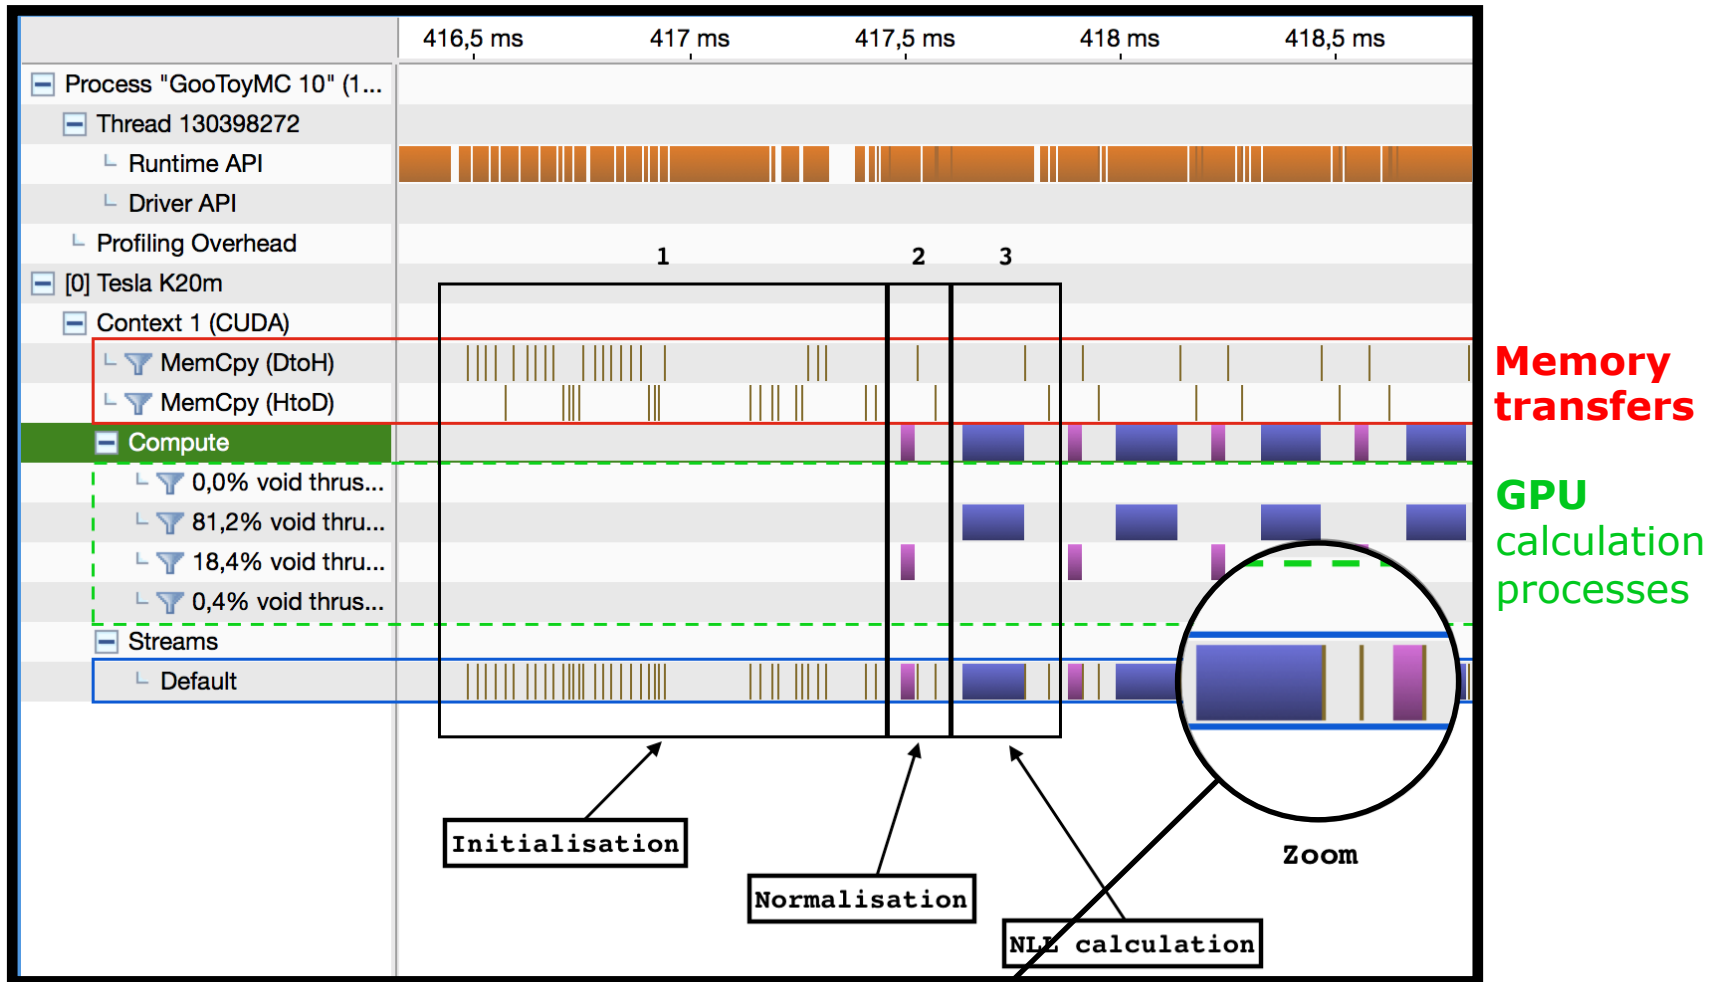 416,5 ms 417 ms 417,5 ms 418 ms 418,5 ms
Process "GooToyMC 10" (1...
Thread 130398272
Runtime API
Driver API
Profiling Overhead
1 2 3
[0] Tesla K20m
Context 1 (CUDA)
MemCpy (DtoH)
MemCpy (HtoD)
Memory
transfers
Compute
0,0% void thrus...
81,2% void thru...
18,4% void thru...
0,4% void thrus...
GPU
calculation
processes
Streams
Default
Initialisation
Normalisation
NLL calculation
Zoom